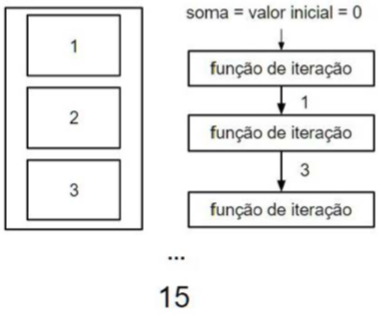 soma = valor inicial = 0
1
função de iteração
1
2
função de iteração
3
3
função de iteração
...
15